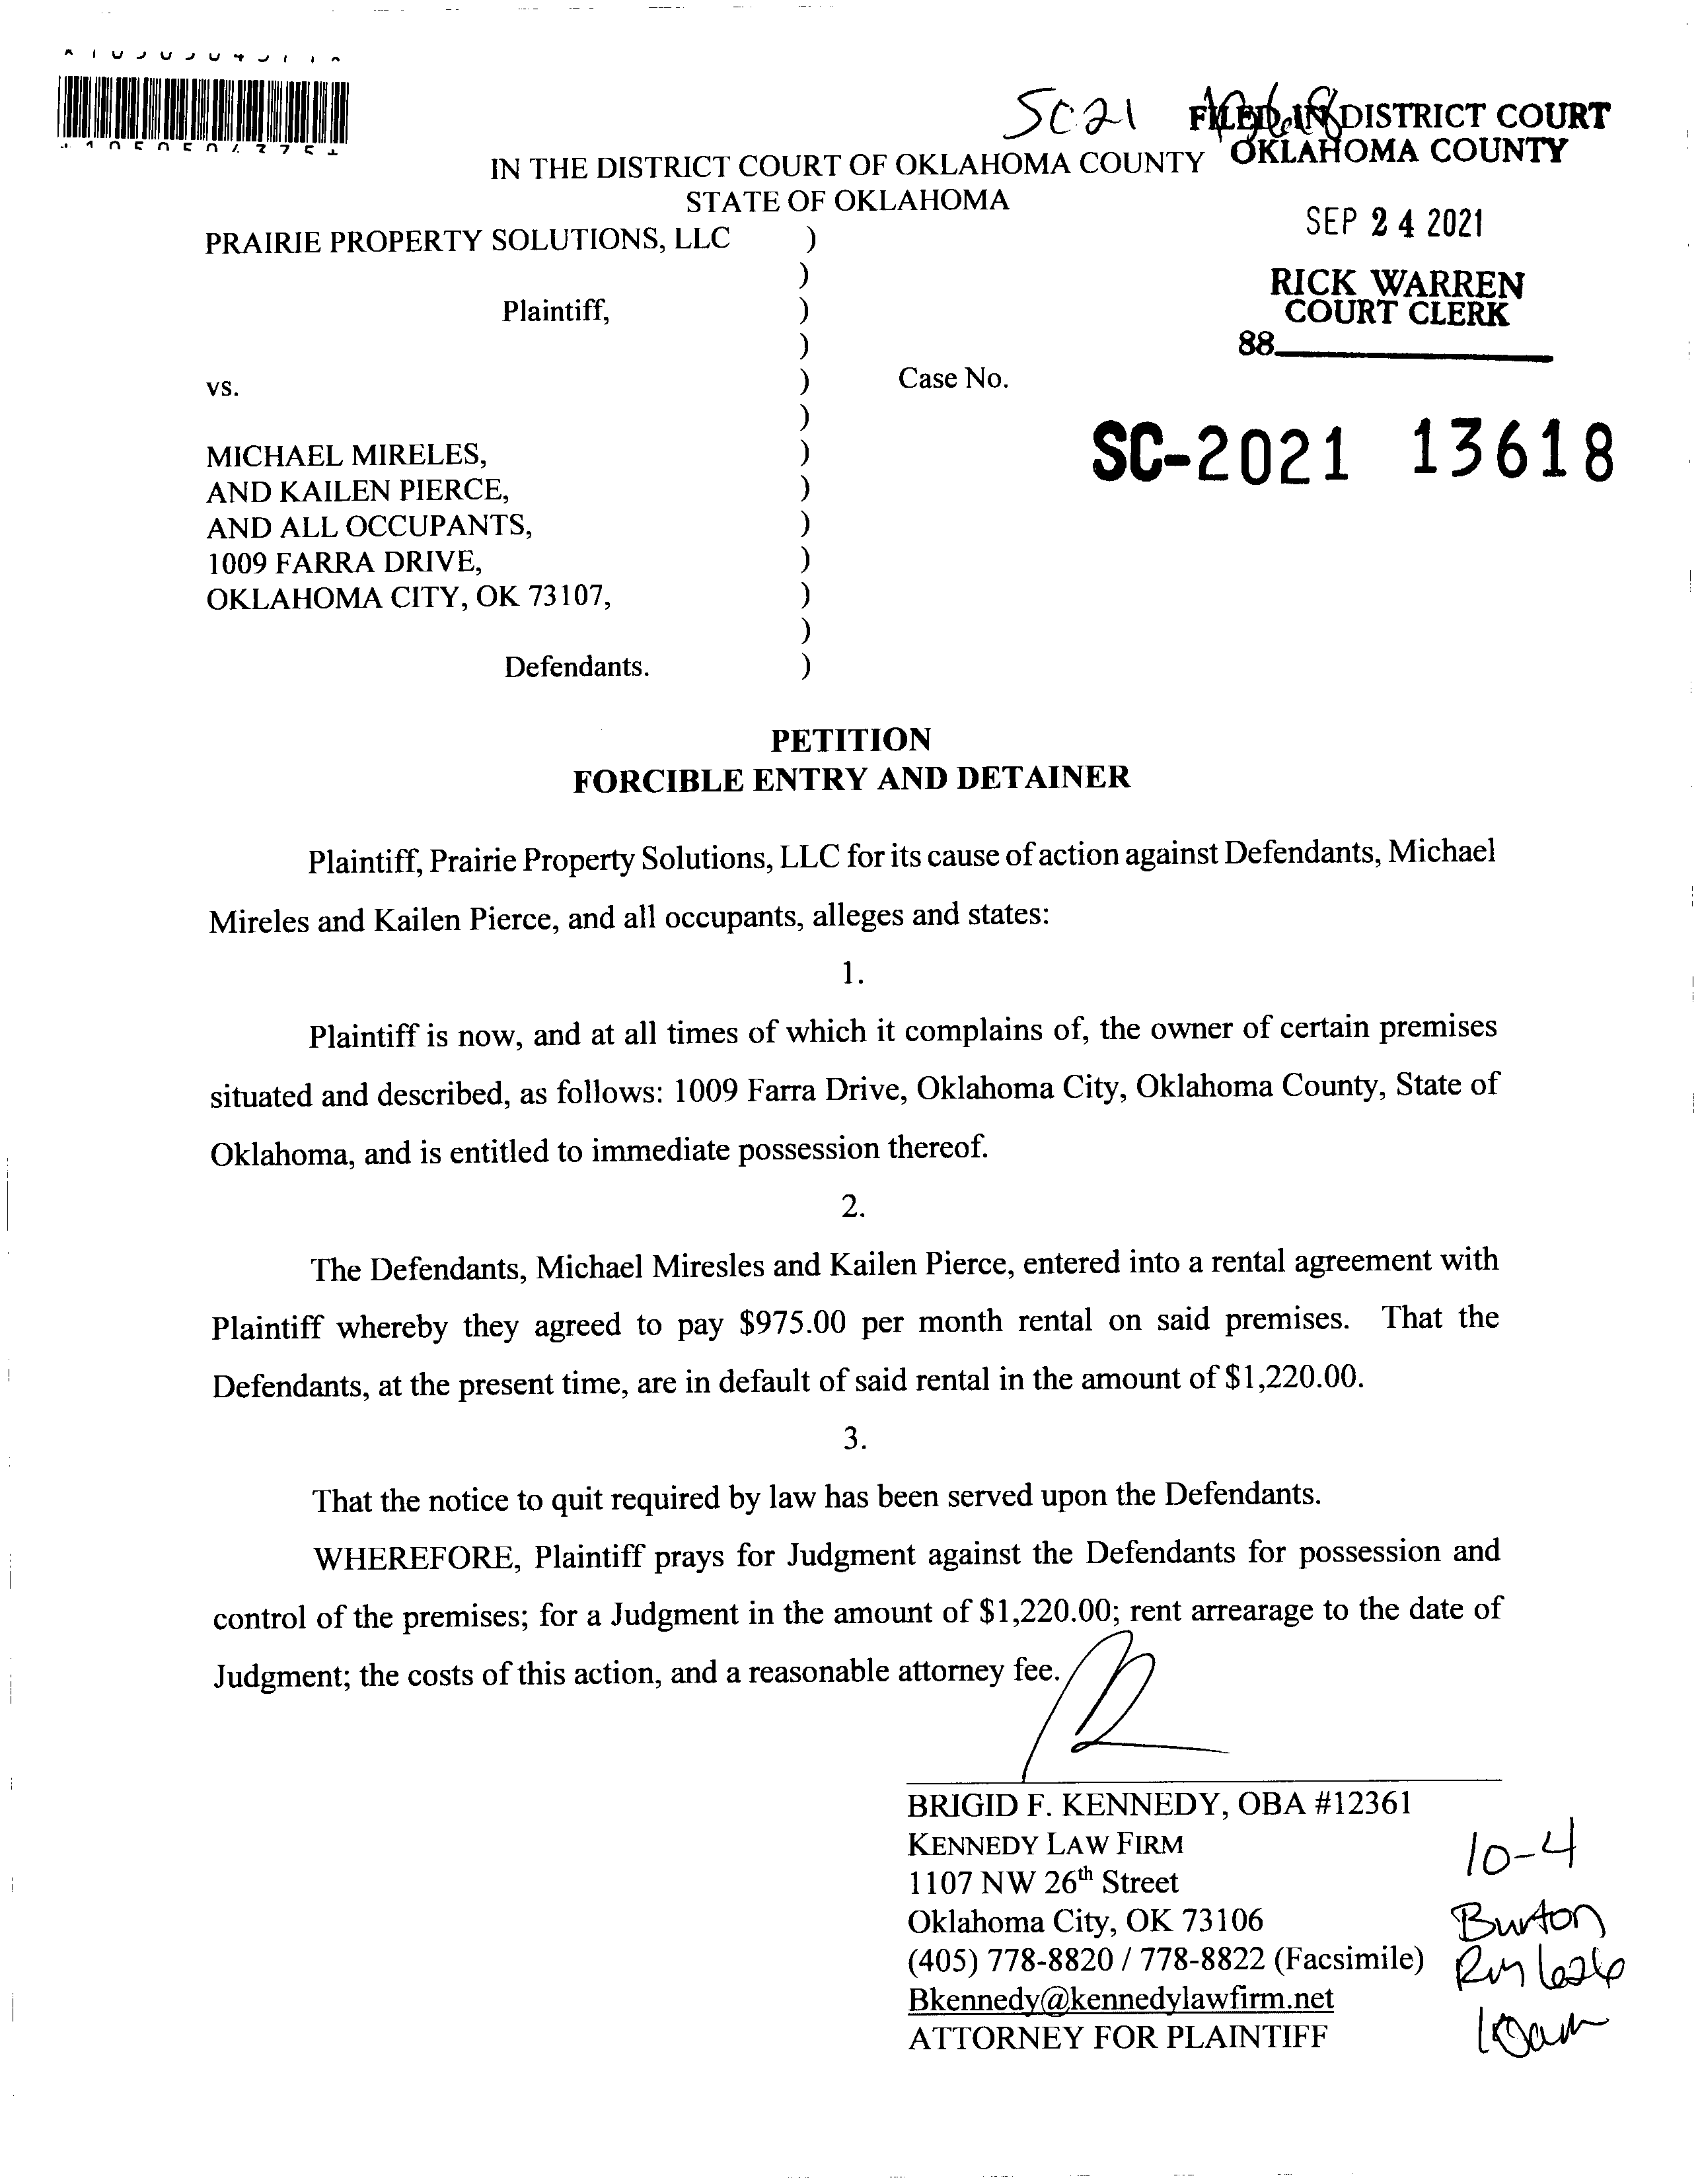 SC21
FILED IN DISTRICT COURT
OKLAHOMA COUNTY
IN THE DISTRICT COURT OF OKLAHOMA COUNTY
STATE OF OKLAHOMA
SEP 24 2021
RICK WARREN
COURT CLERK
88
PRAIRIE PROPERTY SOLUTIONS, LLC )
)
Plaintiff, )
)
vs. ) Case No.
)
SC-2021 13618
MICHAEL MIRELES, )
AND KAILEN PIERCE, )
AND ALL OCCUPANTS, )
1009 FARRA DRIVE, )
OKLAHOMA CITY, OK 73107, )
)
Defendants. )
PETITION
FORCIBLE ENTRY AND DETAINER
Plaintiff, Prairie Property Solutions, LLC for its cause of action against Defendants, Michael
Mireles and Kailen Pierce, and all occupants, alleges and states:
1.
Plaintiff is now, and at all times of which it complains of, the owner of certain premises
situated and described, as follows: 1009 Farra Drive, Oklahoma City, Oklahoma County, State of
Oklahoma, and is entitled to immediate possession thereof.
2.
The Defendants, Michael Miresles and Kailen Pierce, entered into a rental agreement with
Plaintiff whereby they agreed to pay $975.00 per month rental on said premises. That the
Defendants, at the present time, are in default of said rental in the amount of $1,220.00.
3.
That the notice to quit required by law has been served upon the Defendants.
WHEREFORE, Plaintiff prays for Judgment against the Defendants for possession and
control of the premises; for a Judgment in the amount of $1,220.00; rent arrearage to the date of
Judgment; the costs of this action, and a reasonable attorney fee.
BRIGID F. KENNEDY, OBA #12361
KENNEDY LAW FIRM
1107 NW 26th Street
Oklahoma City, OK 73106
(405) 778-8820 / 778-8822 (Facsimile)
Bkennedy@kennedylawfirm.net
ATTORNEY FOR PLAINTIFF
10-4
Burton
Rm 626
10am